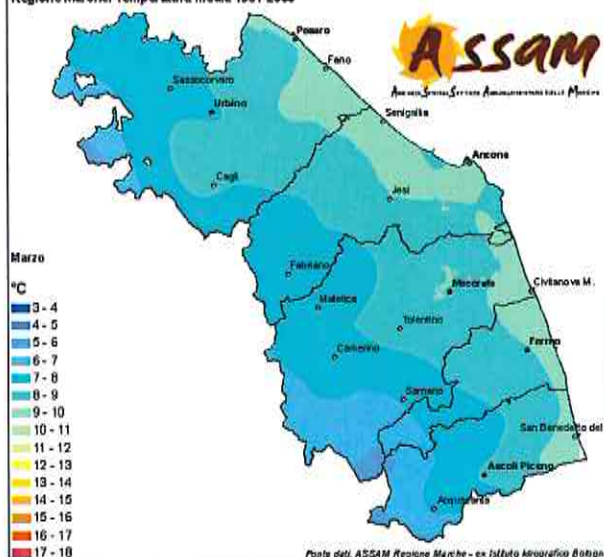 Regione Marche: Temperatura media 1961-2000
ASSAM
Pesaro
Fano
Sassocorvaro
Urbino
Senigallia
Ancona
Cagli
Jesi
Marzo
Fabriano
°C
Macerata
Civitanova M.
Matelica
3 - 4
4 - 5
Tolentino
5 - 6
Camerino
Fermo
6 - 7
7 - 8
8 - 9
Sarnano
9 - 10
10 - 11
San Benedetto del
11 - 12
12 - 13
Ascoli Piceno
13 - 14
14 - 15
Acquasanta
15 - 16
16 - 17
17 - 18
Fonte dati: ASSAM Regione Marche - ex Istituto Idrografico Bologna